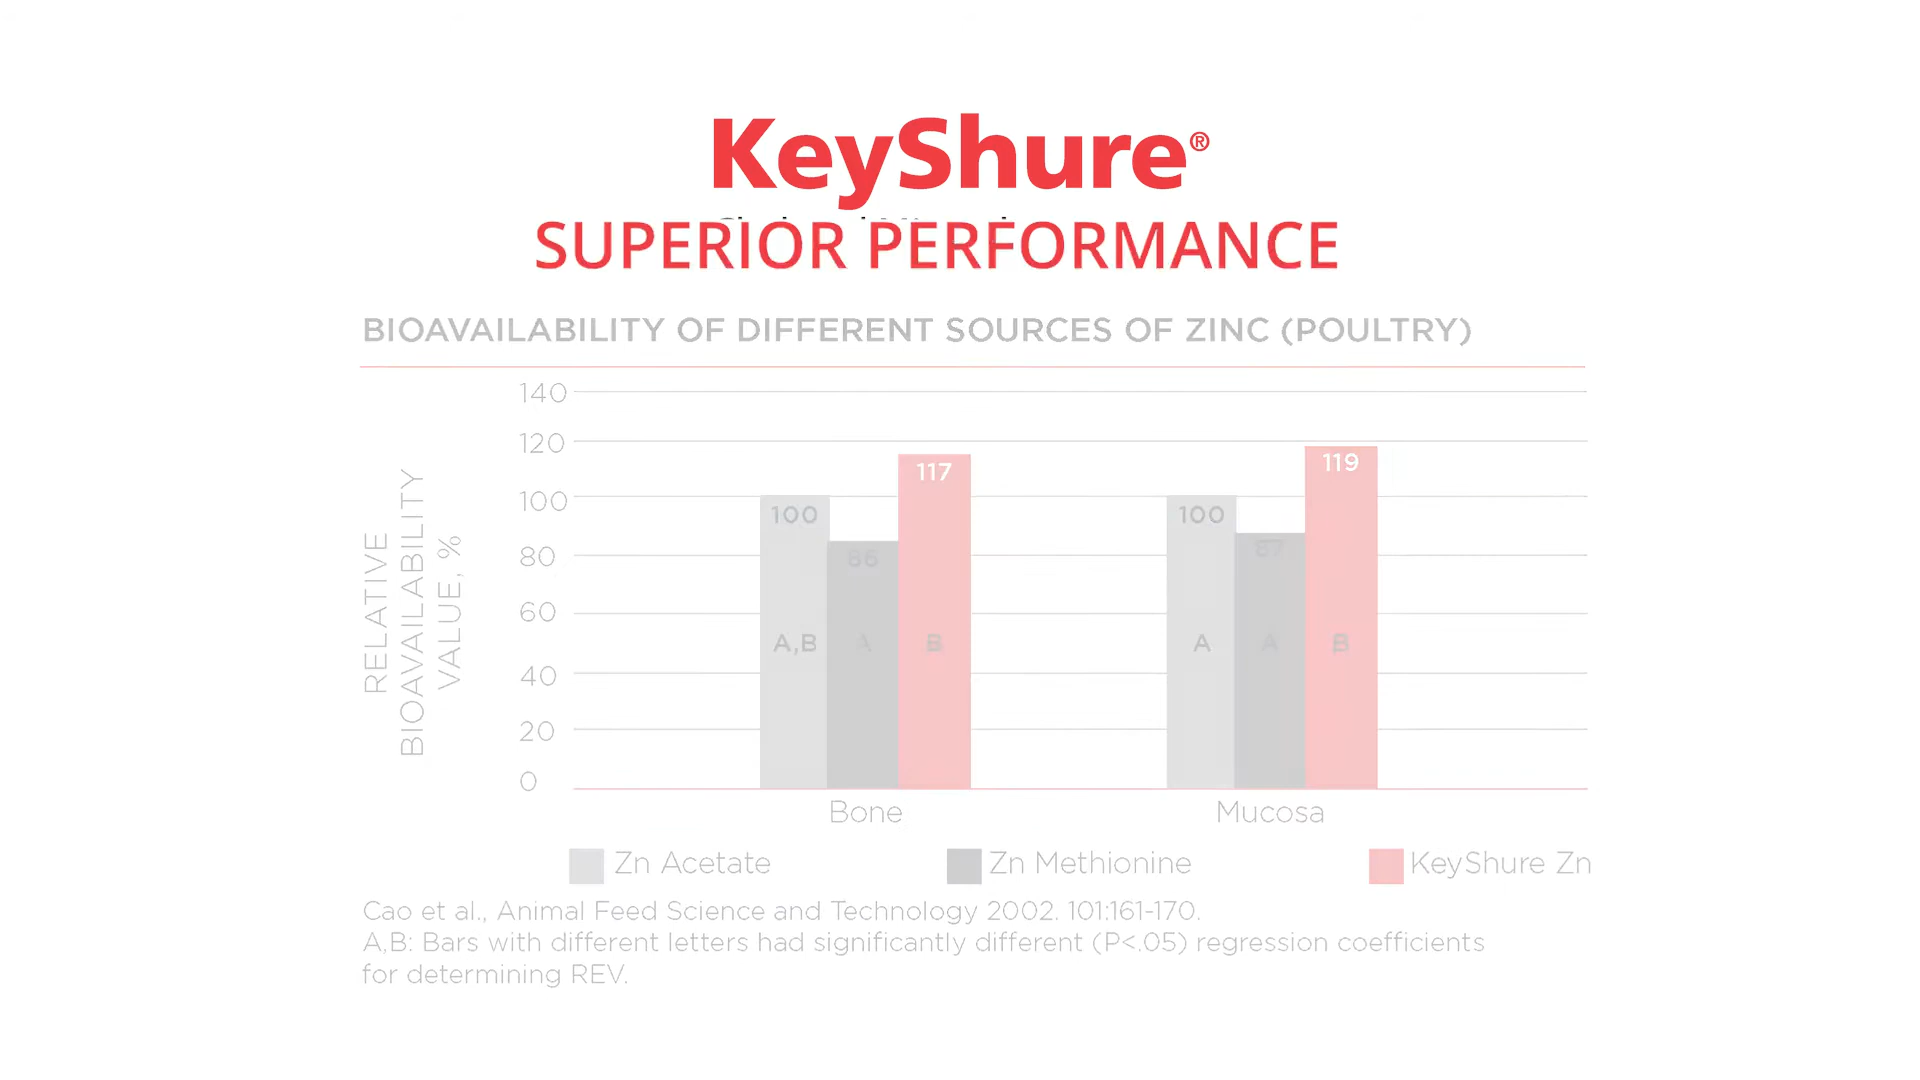 KeyShure®
SUPERIOR PERFORMANCE
BIOAVAILABILITY OF DIFFERENT SOURCES OF ZINC (POULTRY)
RELATIVE
BIOAVAILABILITY
VALUE, %
140
120
100
80
60
40
20
0
100
86
117
A,B
A
B
100
87
119
A
A
B
Bone
Mucosa
Zn Acetate
Zn Methionine
KeyShure Zn
Cao et al., Animal Feed Science and Technology 2002. 101:161-170.
A,B: Bars with different letters had significantly different (P<.05) regression coefficients
for determining REV.